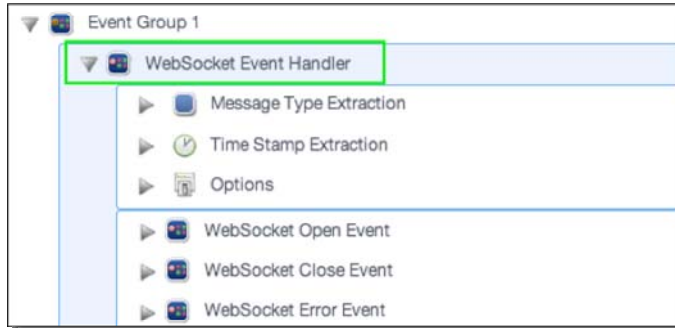 Event Group 1
WebSocket Event Handler
Message Type Extraction
Time Stamp Extraction
Options
WebSocket Open Event
WebSocket Close Event
WebSocket Error Event